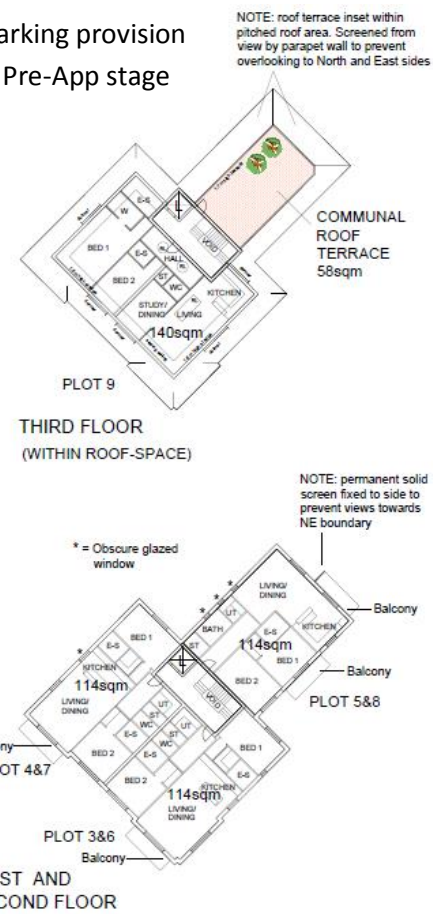 arking provision
Pre-App stage
NOTE: roof terrace inset within
pitched roof area. Screened from
view by parapet wall to prevent
overlooking to North and East sides
COMMUNAL
ROOF
TERRACE
58sqm
E-S
W
L
BED 1
E-S
VOID
HALL
BED 2
ST
WC
KITCHEN
STUDY/
DINING
LIVING
140sqm
PLOT 9
THIRD FLOOR
(WITHIN ROOF-SPACE)
NOTE: permanent solid
screen fixed to side to
prevent views towards
NE boundary
* = Obscure glazed
window
LIVING/
DINING
Balcony
UT
BATH
KITCHEN
E-S
114sqm
BED 1
ST
L
BED 2
Balcony
PLOT 5&8
BED 1
E-S
KITCHEN
114sqm
VOID
LIVING/
DINING
UT
ST
WC
UT
ST
WC
E-S
BED 2
E-S
BED 1
E-S
BED 2
KITCHEN
114sqm
LIVING/
DINING
ny
OT 4&7
PLOT 3&6
Balcony
ST AND
COND FLOOR